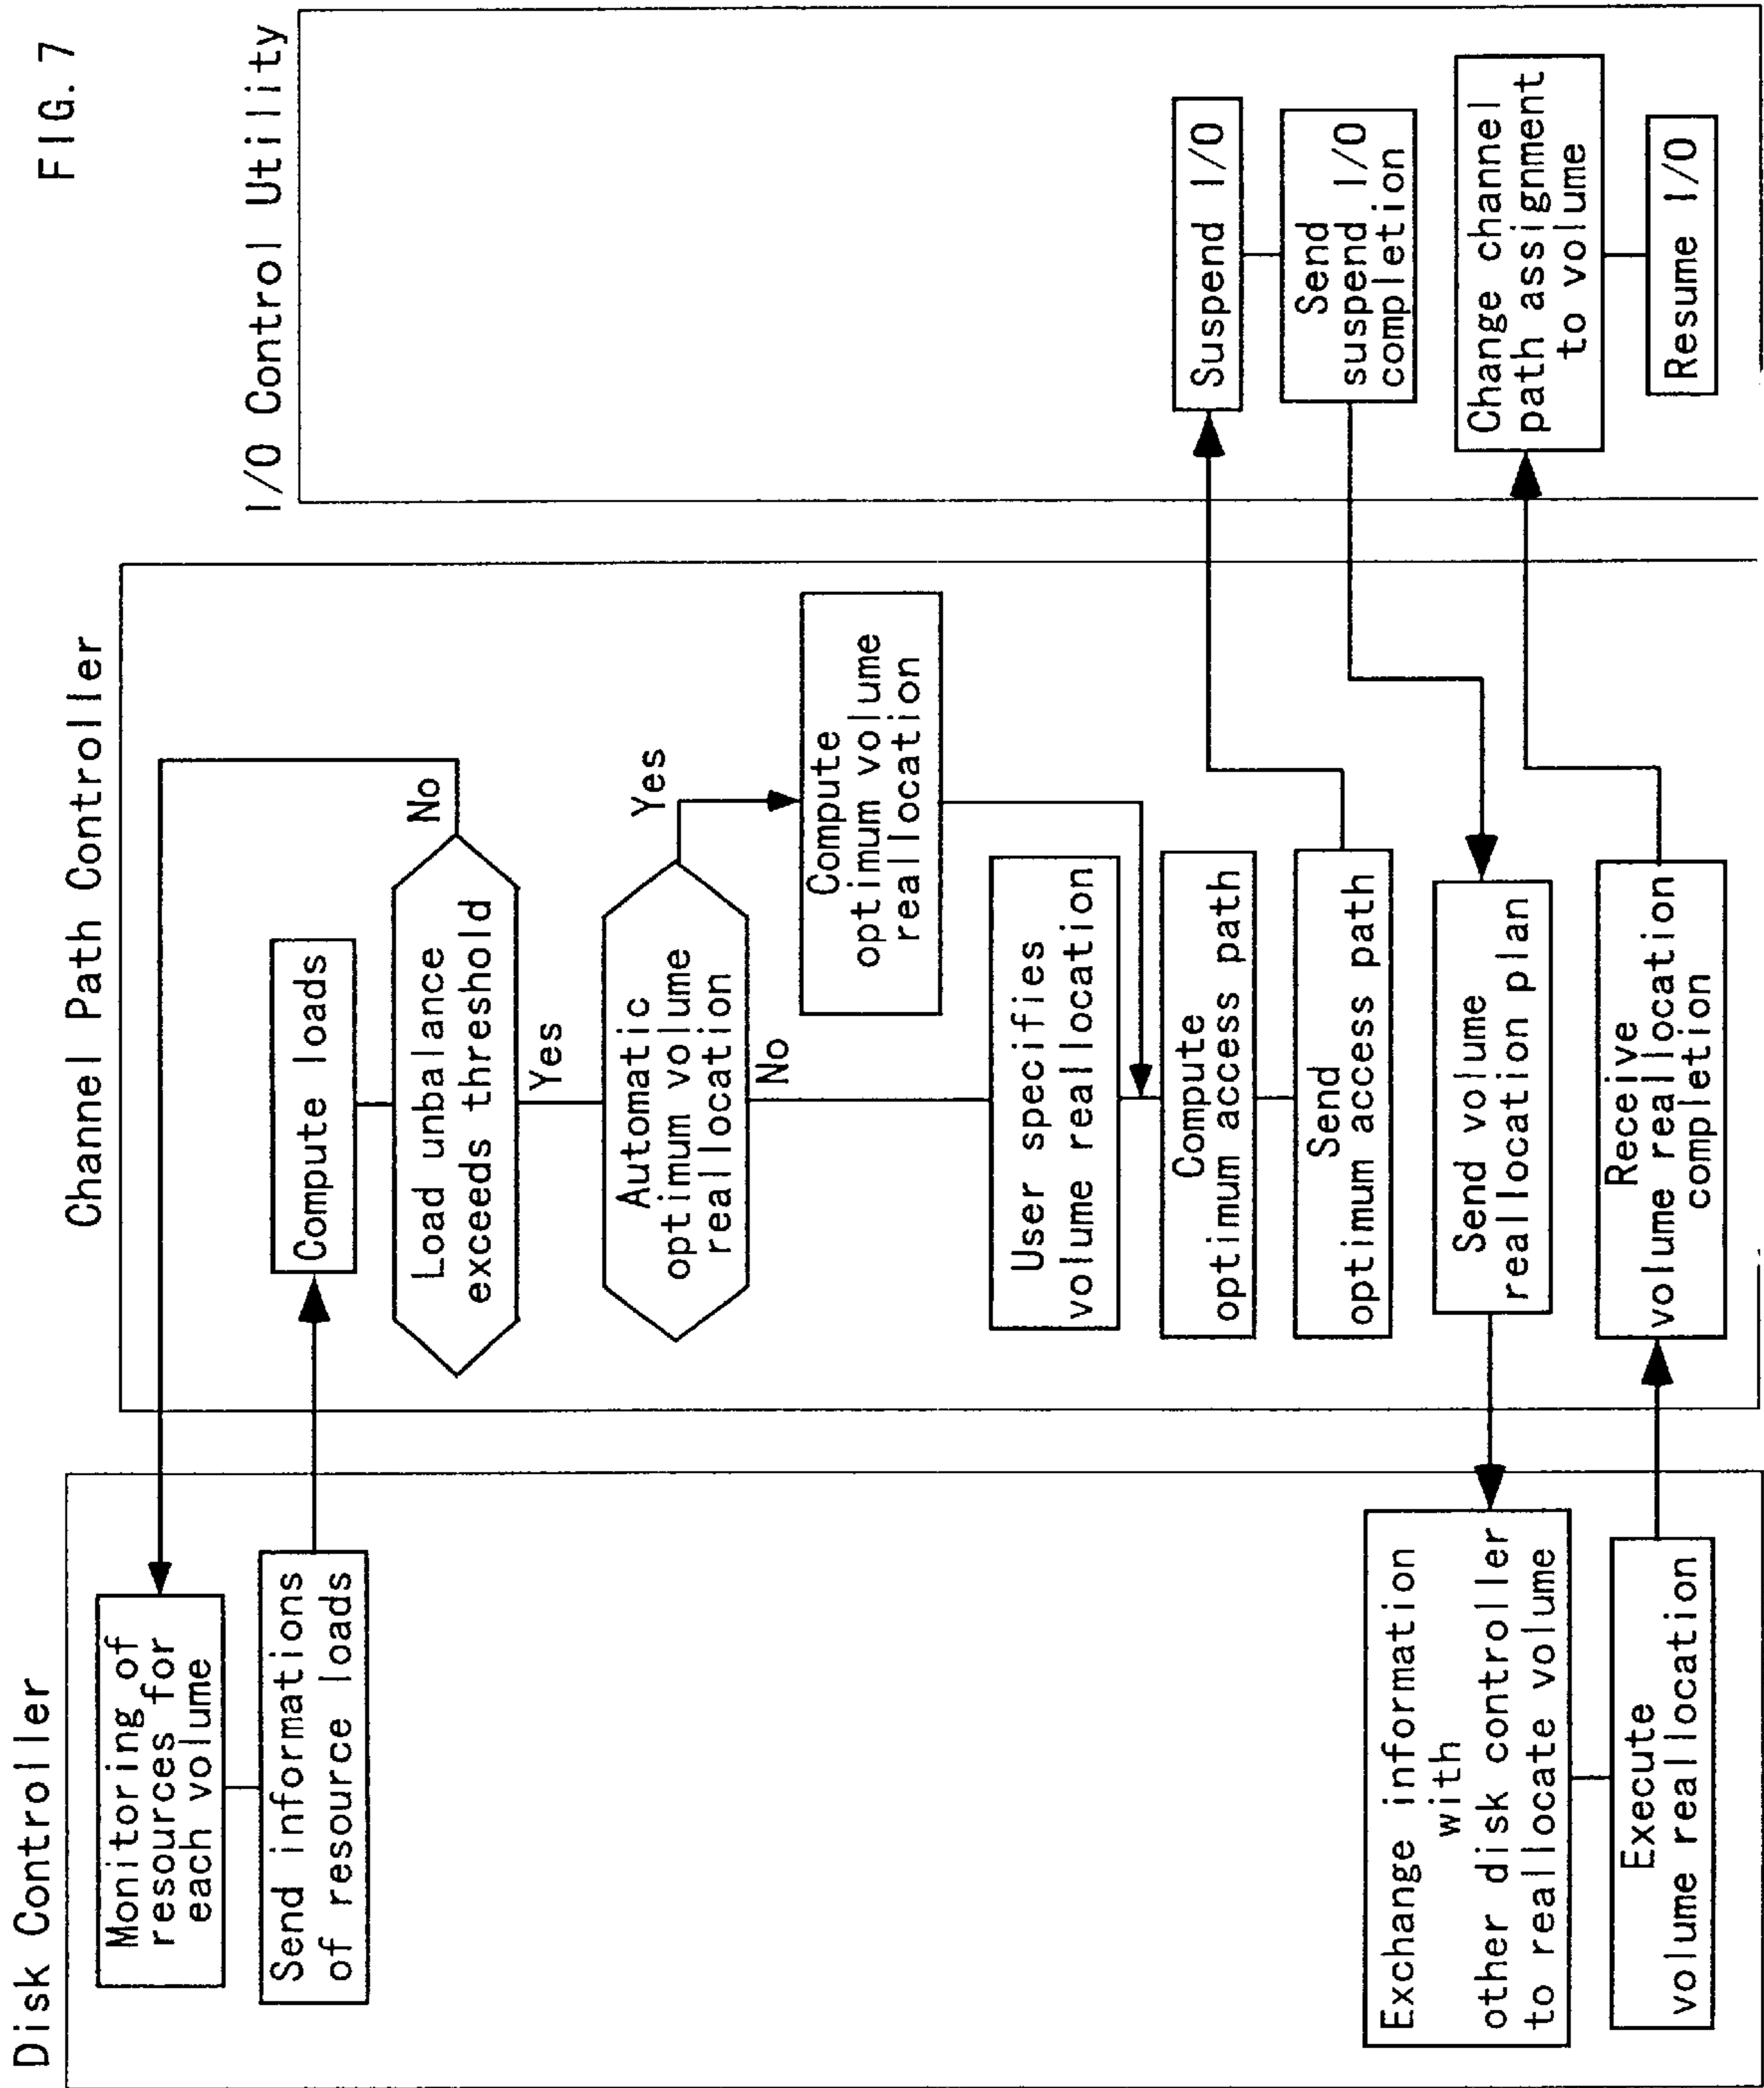 FIG. 7
Disk Controller
Monitoring of
resources for
each volume
Send informations
of resource loads
Exchange information
with
other disk controller
to reallocate volume
Execute
volume reallocation
Channel Path Controller
Compute loads
Load unbalance
exceeds threshold
No
Yes
Automatic
optimum volume
reallocation
Yes
No
Compute
optimum volume
reallocation
User specifies
volume reallocation
Compute
optimum access path
Send
optimum access path
Send volume
reallocation plan
Receive
volume reallocation
completion
I/O Control Utility
Suspend I/O
Send
suspend I/O
completion
Change channel
path assignment
to volume
Resume I/O